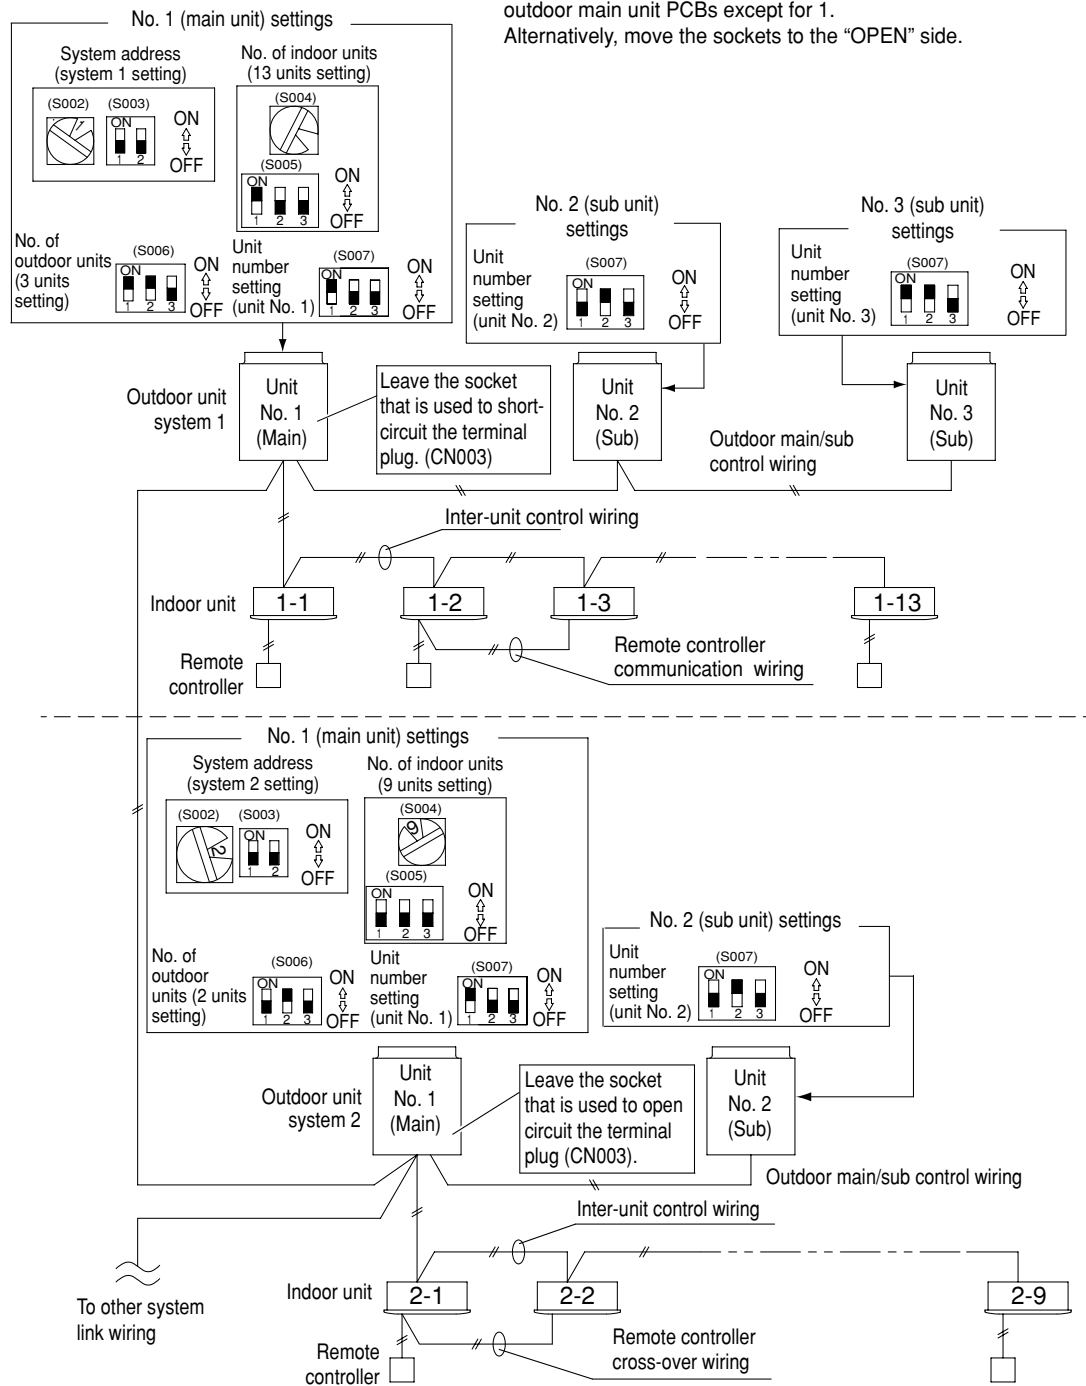 outdoor main unit PCBs except for 1.
Alternatively, move the sockets to the “OPEN” side.
No. 1 (main unit) settings
System address
(system 1 setting)
No. of indoor units
(13 units setting)
(S002)
(S003)
1
ON
1 2
ON
OFF
(S004)
(S005)
ON
1 2 3
ON
OFF
No. of
outdoor units
(3 units
setting)
(S006)
ON
1 2 3
ON
OFF
Unit
number
setting
(unit No. 1)
(S007)
ON
1 2 3
ON
OFF
No. 2 (sub unit)
settings
Unit
number
setting
(unit No. 2)
(S007)
ON
1 2 3
ON
OFF
No. 3 (sub unit)
settings
Unit
number
setting
(unit No. 3)
(S007)
ON
1 2 3
ON
OFF
Outdoor unit
system 1
Unit
No. 1
(Main)
Leave the socket
that is used to short-
circuit the terminal
plug. (CN003)
Unit
No. 2
(Sub)
Outdoor main/sub
control wiring
Unit
No. 3
(Sub)
Inter-unit control wiring
Indoor unit
1-1
1-2
1-3
1-13
Remote
controller
Remote controller
communication wiring
No. 1 (main unit) settings
System address
(system 2 setting)
No. of indoor units
(9 units setting)
(S002)
(S003)
2
ON
1 2
ON
OFF
(S004)
9
(S005)
ON
1 2 3
ON
OFF
No. of
outdoor
units (2 units
setting)
(S006)
ON
1 2 3
ON
OFF
Unit
number
setting
(unit No. 1)
(S007)
ON
1 2 3
ON
OFF
No. 2 (sub unit) settings
Unit
number
setting
(unit No. 2)
(S007)
ON
1 2 3
ON
OFF
Outdoor unit
system 2
Unit
No. 1
(Main)
Leave the socket
that is used to open
circuit the terminal
plug (CN003).
Unit
No. 2
(Sub)
Outdoor main/sub control wiring
Inter-unit control wiring
To other system
link wiring
Indoor unit
2-1
2-2
2-9
Remote
controller
Remote controller
cross-over wiring